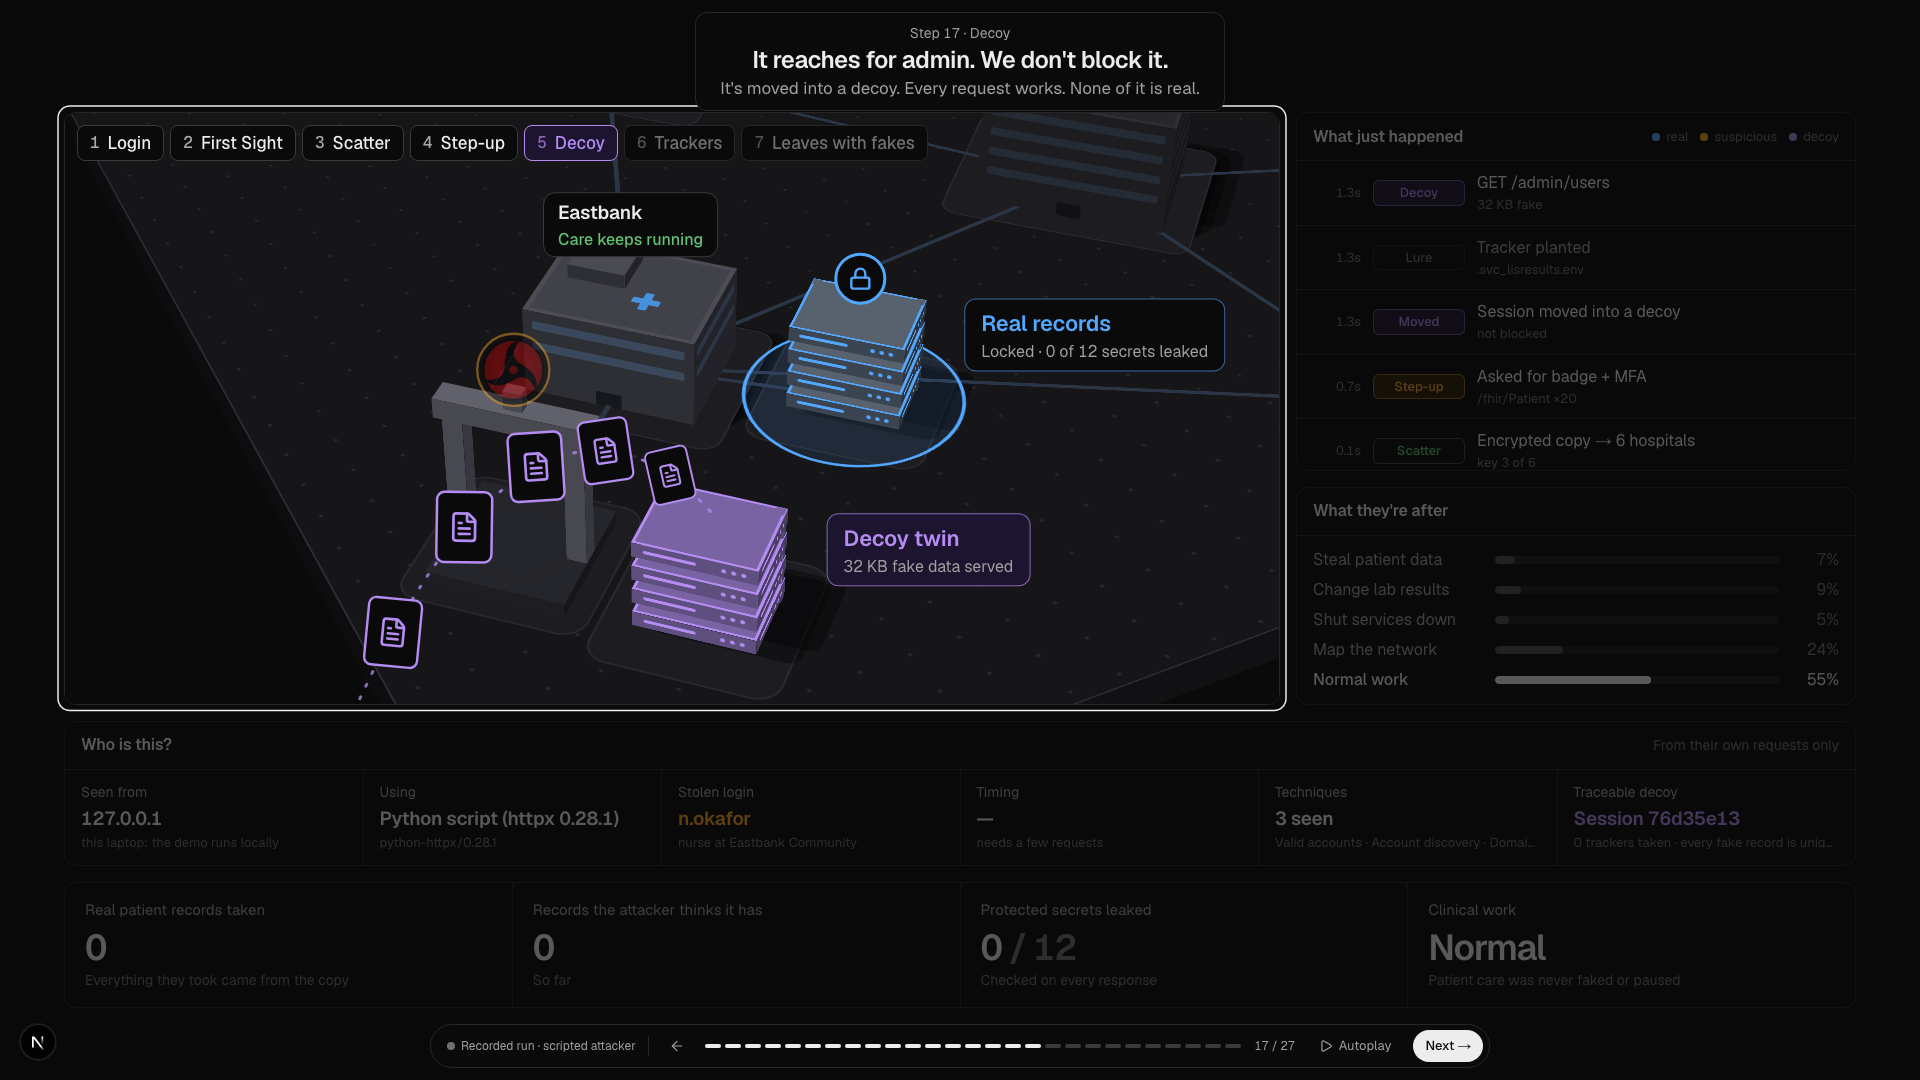 Step 17 · Decoy
It reaches for admin. We don't block it.
It's moved into a decoy. Every request works. None of it is real.
1 Login
2 First Sight
3 Scatter
4 Step-up
5 Decoy
6 Trackers
7 Leaves with fakes
Eastbank
Care keeps running
Real records
Locked · 0 of 12 secrets leaked
Decoy twin
32 KB fake data served
What just happened
real
suspicious
decoy
1.3s
Decoy
GET /admin/users
32 KB fake
1.3s
Lure
Tracker planted
.svc_lisresults.env
1.3s
Moved
Session moved into a decoy
not blocked
0.7s
Step-up
Asked for badge + MFA
/fhir/Patient ×20
0.1s
Scatter
Encrypted copy → 6 hospitals
key 3 of 6
What they're after
Steal patient data 7%
Change lab results 9%
Shut services down 5%
Map the network 24%
Normal work 55%
Who is this?
From their own requests only
Seen from
127.0.0.1
this laptop: the demo runs locally
Using
Python script (httpx 0.28.1)
python-httpx/0.28.1
Stolen login
n.okafor
nurse at Eastbank Community
Timing
—
needs a few requests
Techniques
3 seen
Valid accounts · Account discovery · Domai...
Traceable decoy
Session 76d35e13
0 trackers taken · every fake record is uniq...
Real patient records taken
0
Everything they took came from the copy
Records the attacker thinks it has
0
So far
Protected secrets leaked
0 / 12
Checked on every response
Clinical work
Normal
Patient care was never faked or paused
N
Recorded run · scripted attacker
←
17 / 27
Autoplay
Next →